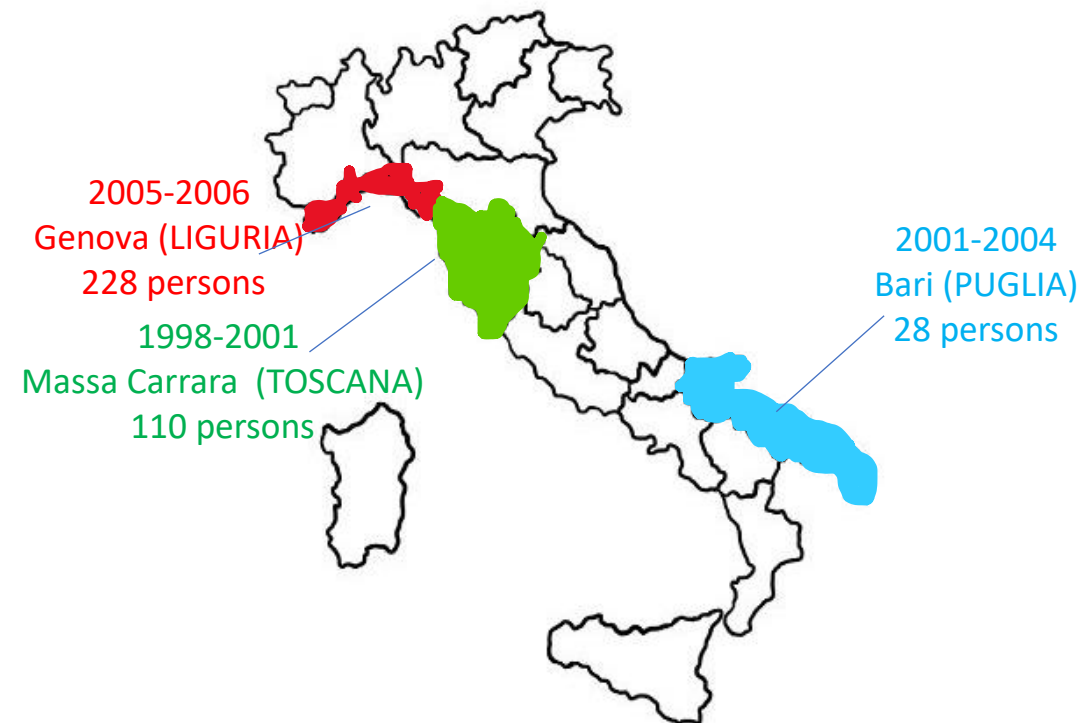 2005-2006
Genova (LIGURIA)
228 persons
1998-2001
Massa Carrara (TOSCANA)
110 persons
2001-2004
Bari (PUGLIA)
28 persons